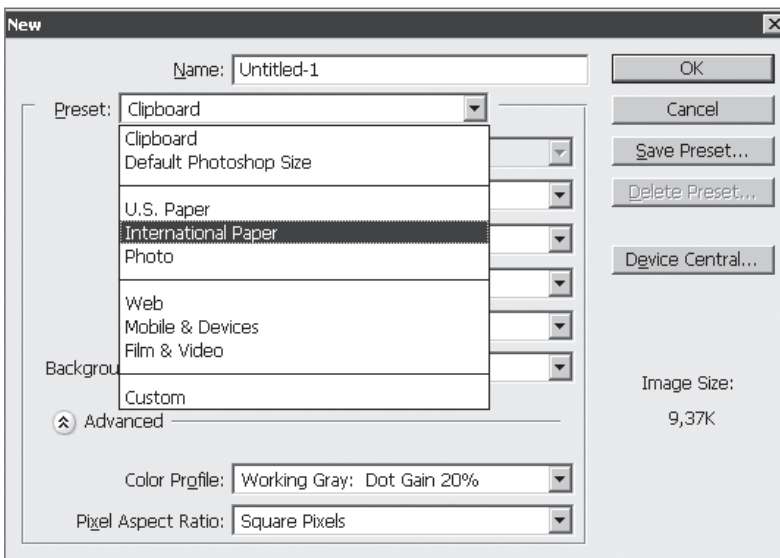 New
Name: Untitled-1
OK
Preset: Clipboard
Cancel
Clipboard
Default Photoshop Size
Save Preset...
Delete Preset...
U.S. Paper
International Paper
Photo
Device Central...
Web
Mobile & Devices
Film & Video
Backgrou
Custom
Image Size:
9,37K
Advanced
Color Profile: Working Gray: Dot Gain 20%
Pixel Aspect Ratio: Square Pixels